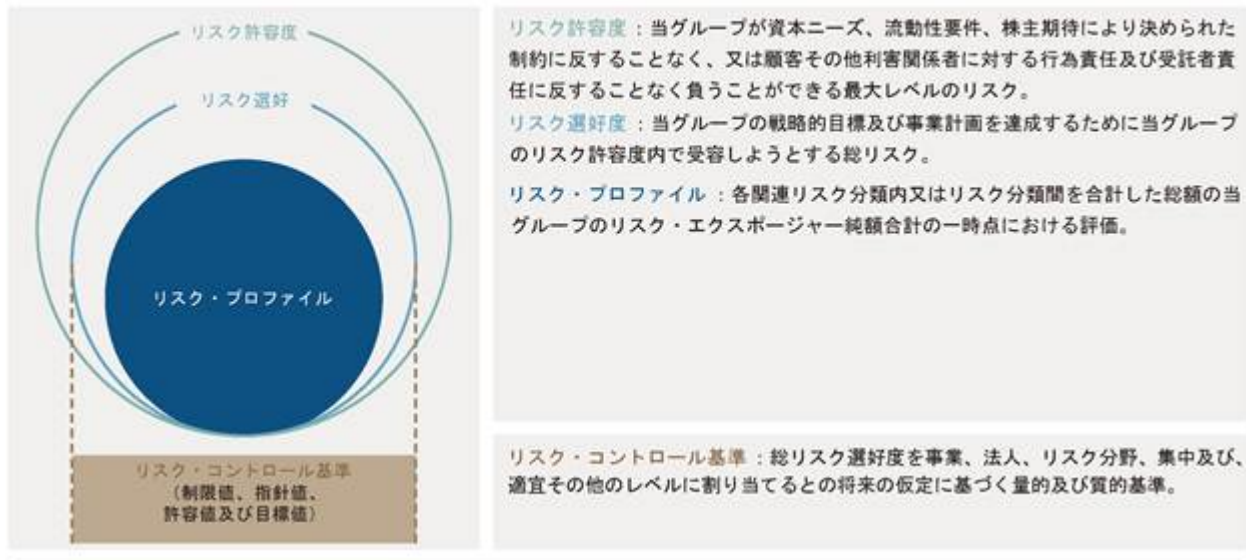 リスク許容度
リスク選好
リスク・プロファイル
リスク・コントロール基準
(制限値、指針値、
許容値及び目標値)
リスク許容度：当グループが資本ニーズ、流動性要件、株主期待により決められた
制約に反することなく、又は顧客その他利害関係者に対する行為責任及び受託者責
任に反することなく負うことができる最大レベルのリスク。
リスク選好度：当グループの戦略的目標及び事業計画を達成するために当グループ
のリスク許容度内で受容しようとする総リスク。
リスク・プロファイル：各関連リスク分類内又はリスク分類間を合計した総額の当
グループのリスク・エクスポージャー純額合計の一時点における評価。
リスク・コントロール基準：総リスク選好度を事業、法人、リスク分野、集中及び、
適宜その他のレベルに割り当てるとの将来の仮定に基づく量的及び質的基準。